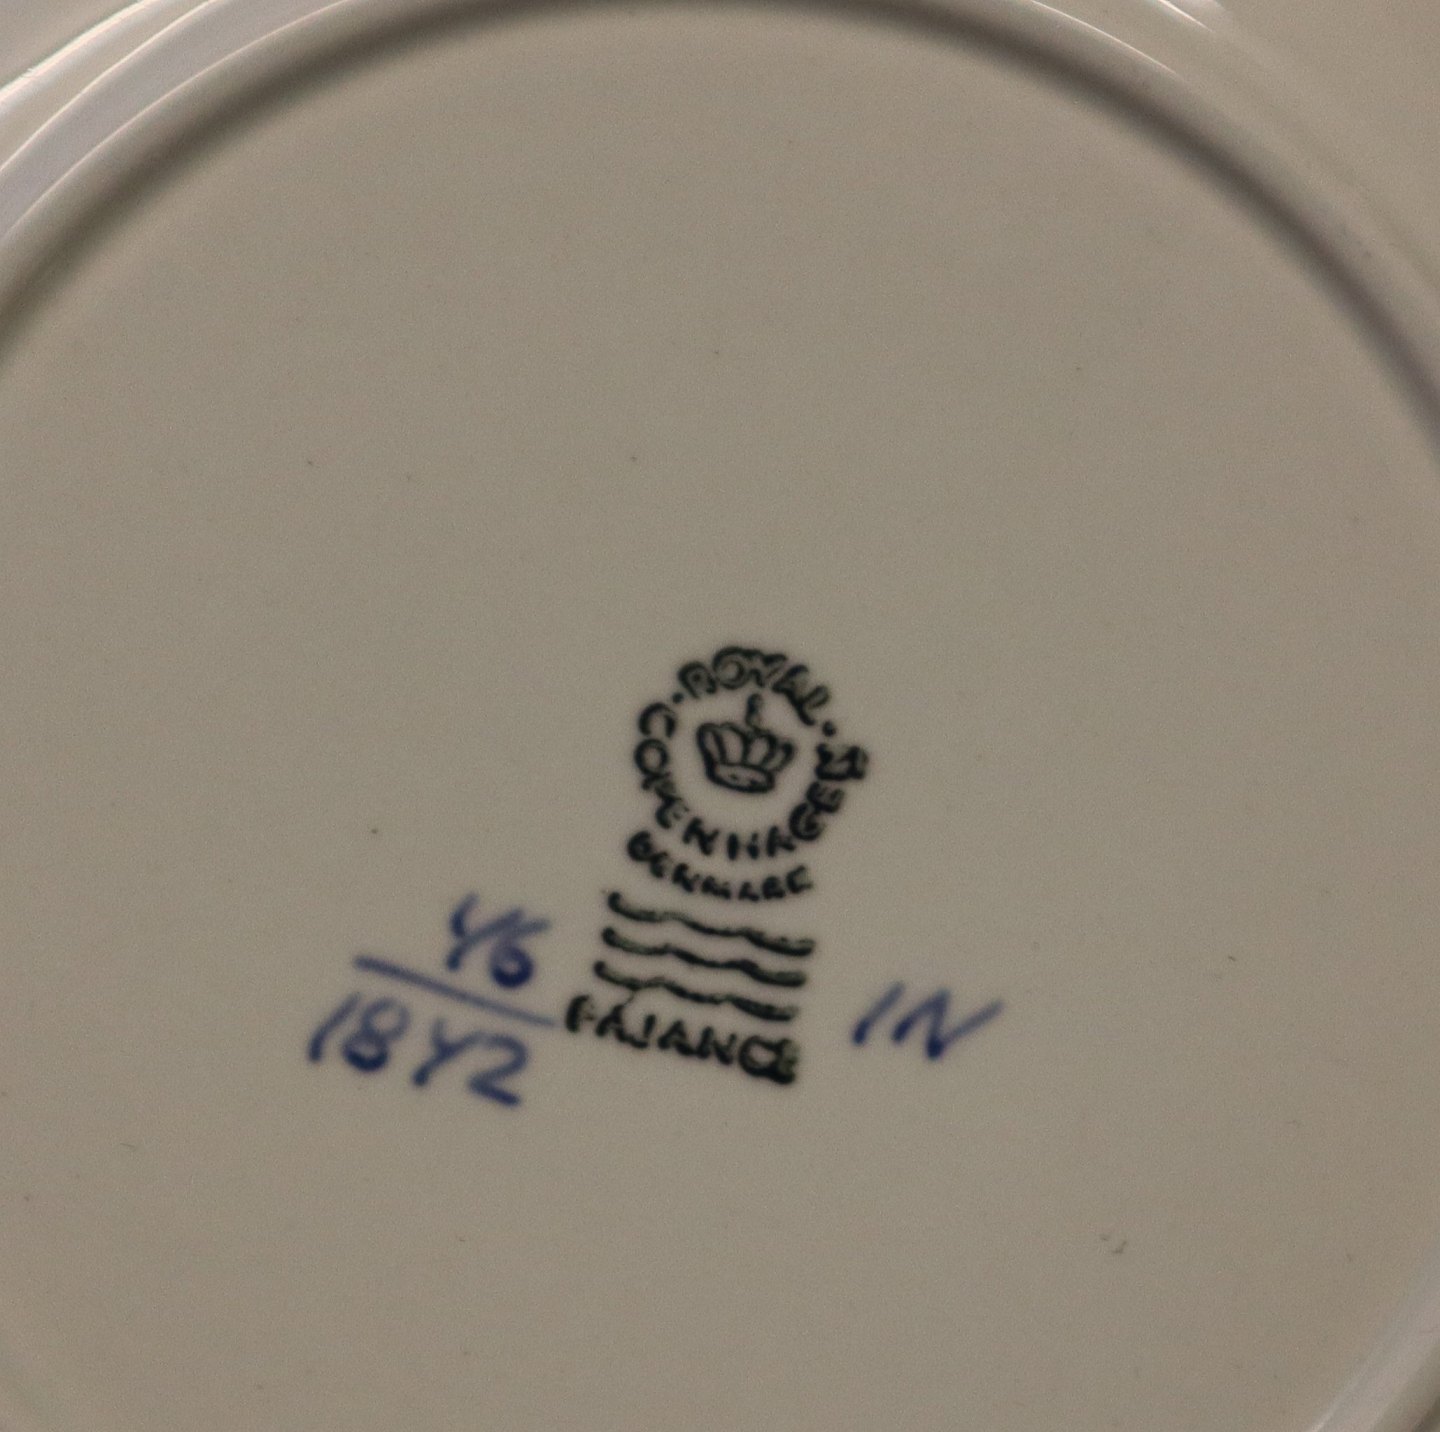 ROYAL
COPENHAGEN
DENMARK
FAJANCE
46
1842
IN